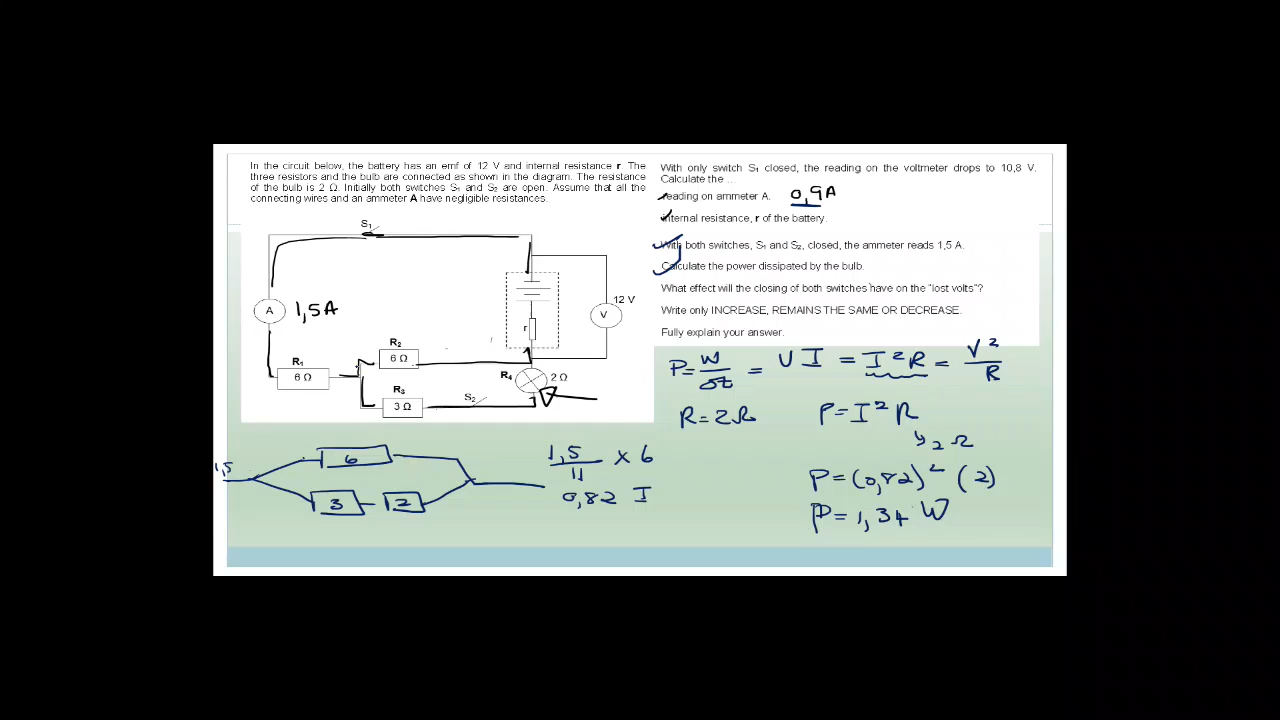 In the circuit below, the battery has an emf of 12 V and internal resistance r. The
three resistors and the bulb are connected as shown in the diagram. The resistance
of the bulb is 2 Ω. Initially both switches S₁ and S₂ are open. Assume that all the
connecting wires and an ammeter A have negligible resistances.
S₁
A
1,5A
12 V
V
r
R₂
6 Ω
R₁
6 Ω
R₄
2 Ω
R₃
3 Ω
S₂
With only switch S₁ closed, the reading on the voltmeter drops to 10,8 V.
Calculate the ...
reading on ammeter A. 0,9A
internal resistance, r of the battery.
With both switches, S₁ and S₂, closed, the ammeter reads 1,5 A.
Calculate the power dissipated by the bulb.
What effect will the closing of both switches have on the "lost volts"?
Write only INCREASE, REMAINS THE SAME OR DECREASE.
Fully explain your answer.
P = W/Δt = VI = I²R = V²/R
R = 2Ω
P = I²R
↳ 2 Ω
P = (0,82)² (2)
P = 1,34 W
1,5
6
3
2
1,5/11 × 6
0,82 I